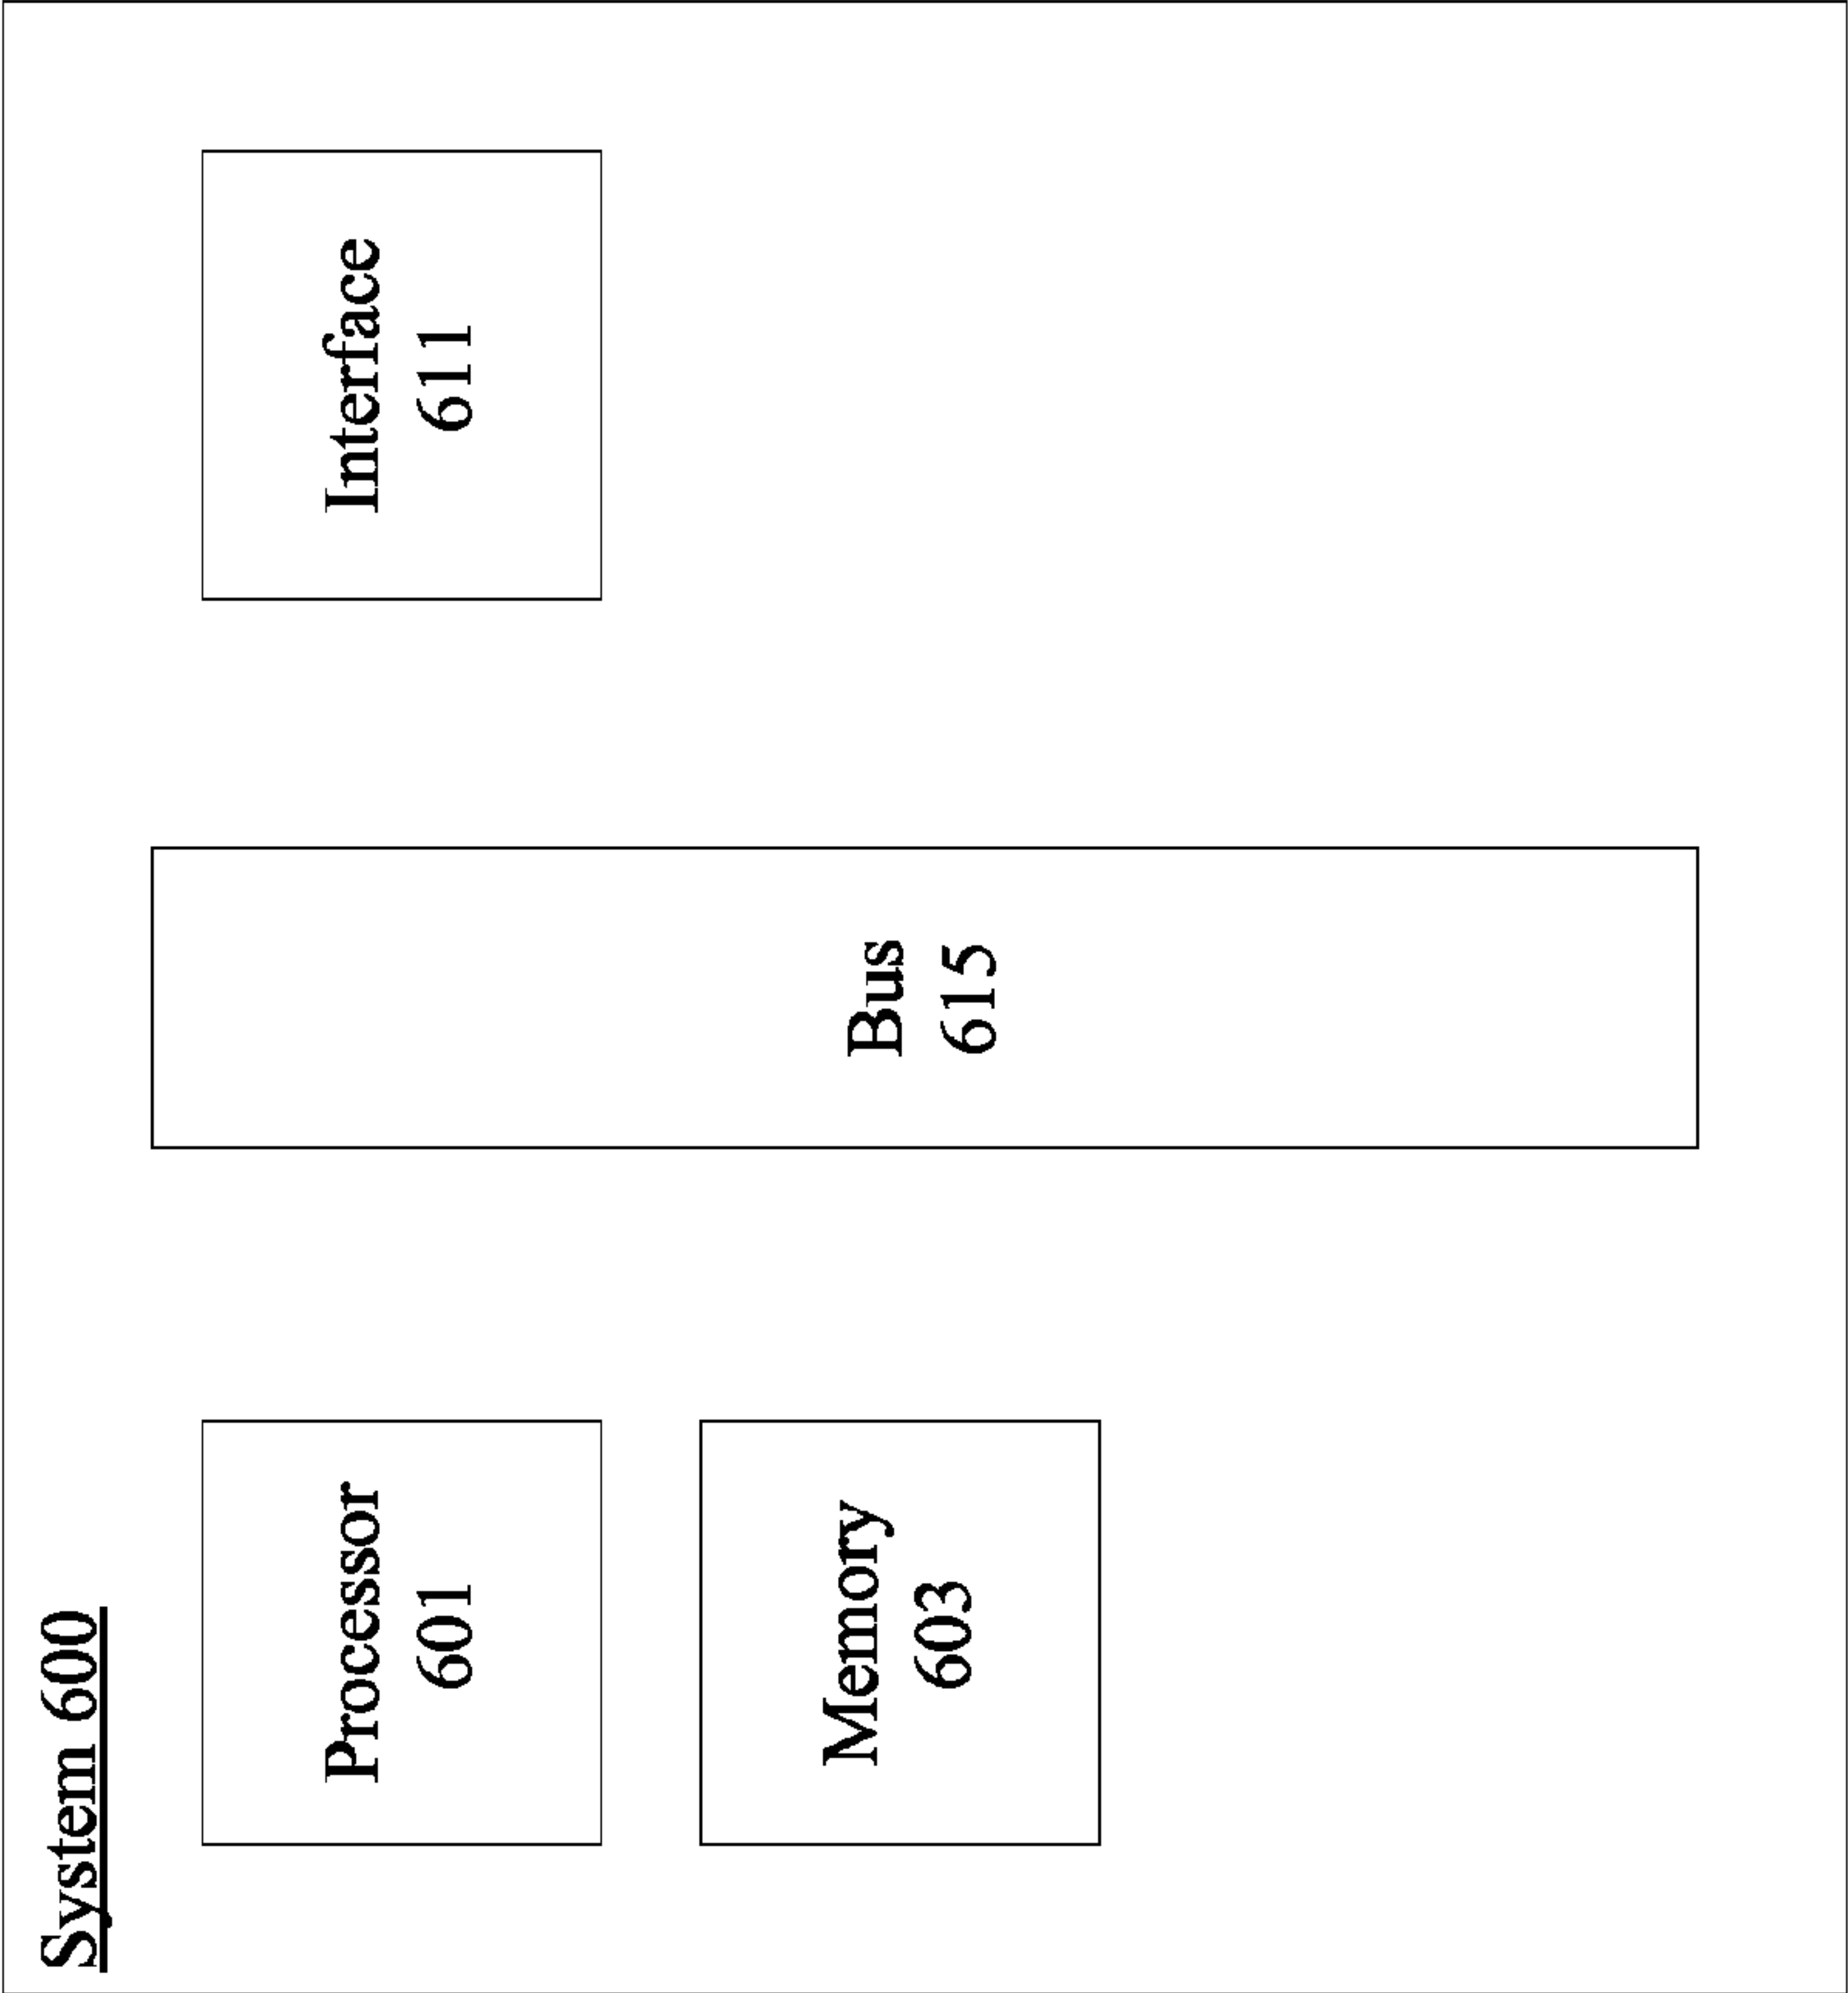 System 600
Processor
601
Memory
603
Bus
615
Interface
611